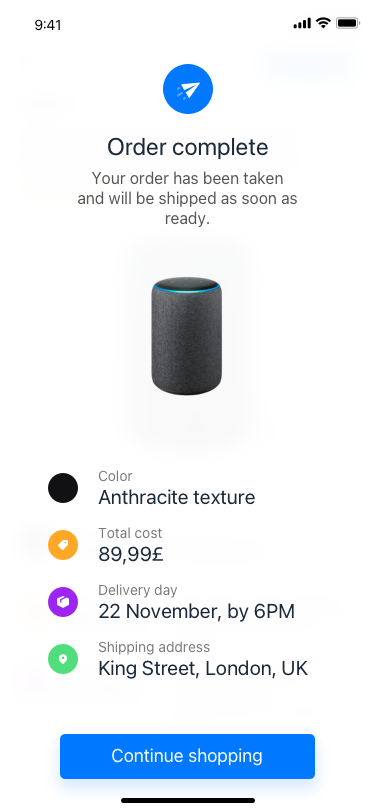 9:41
Order complete
Your order has been taken
and will be shipped as soon as
ready.
Color
Anthracite texture
Total cost
89,99£
Delivery day
22 November, by 6PM
Shipping address
King Street, London, UK
Continue shopping